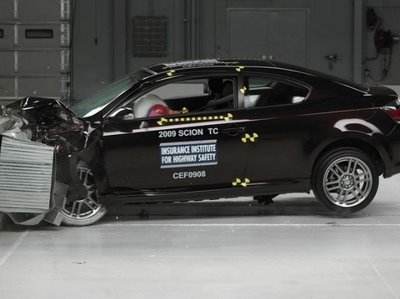 2009 SCION TC
INSURANCE INSTITUTE
FOR HIGHWAY SAFETY
CEF0908